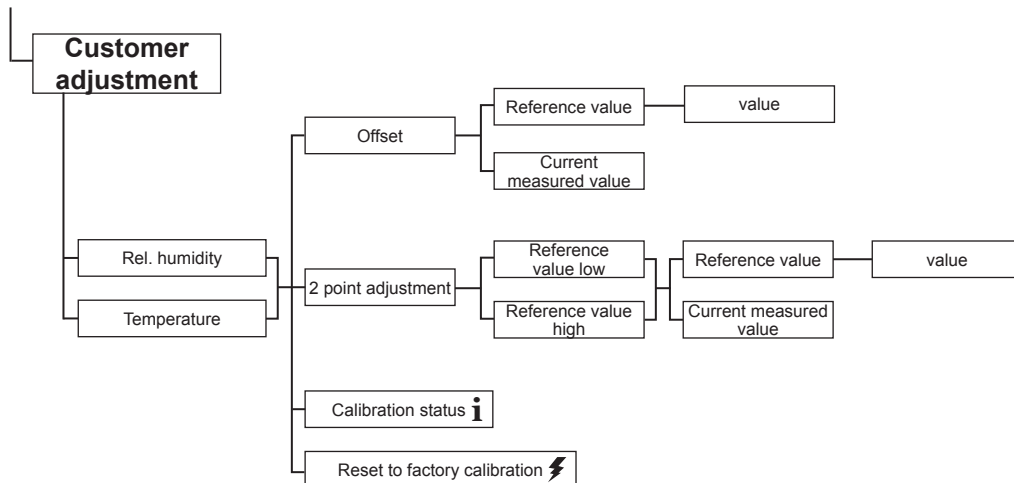 Customer
adjustment
Reference value
value
Offset
Current
measured value
Rel. humidity
Reference
value low
Reference value
value
2 point adjustment
Temperature
Reference value
high
Current measured
value
Calibration status i
Reset to factory calibration